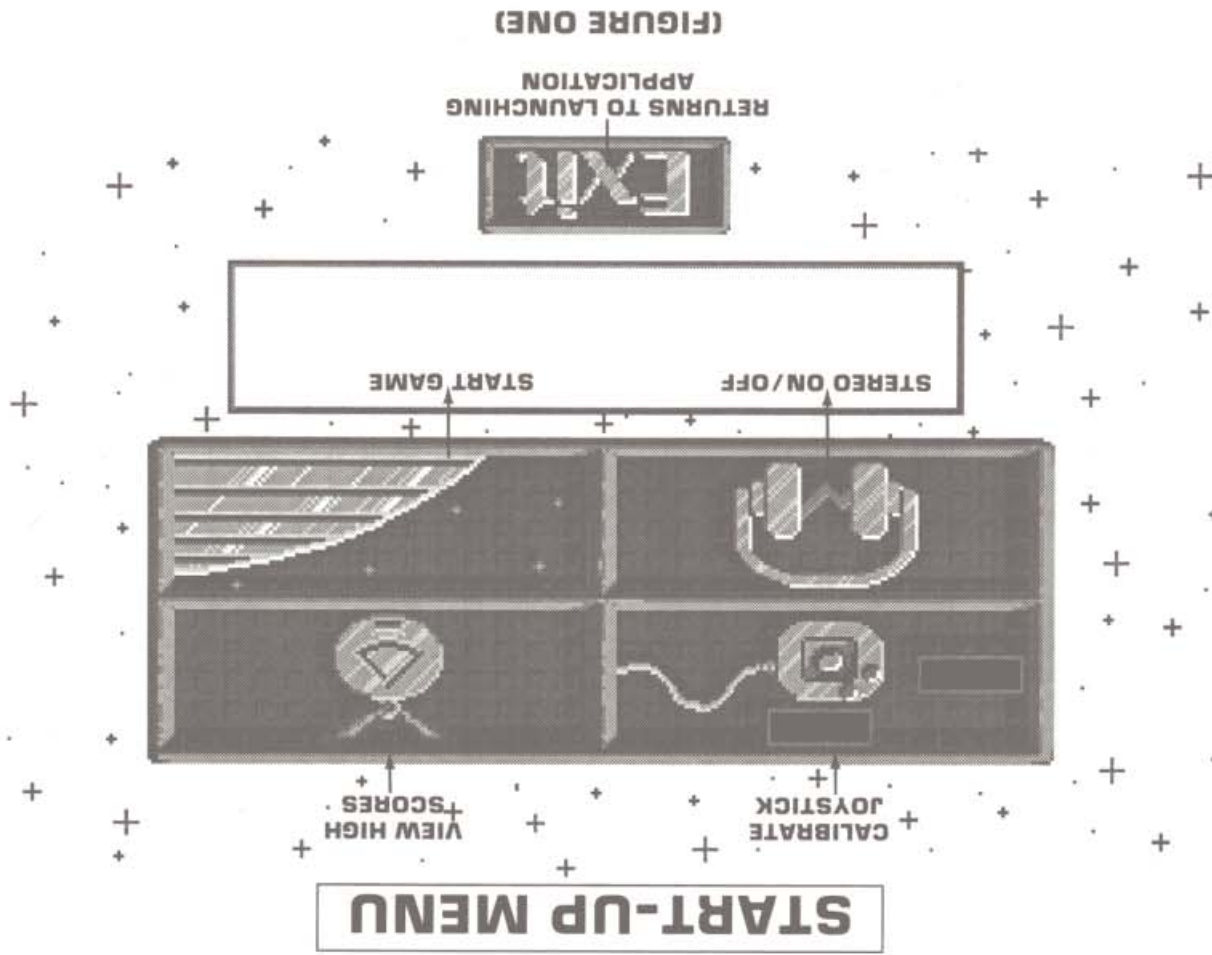 START-UP MENU
CALIBRATE
JOYSTICK
VIEW HIGH
SCORES
STEREO ON/OFF
START GAME
Exit
RETURNS TO LAUNCHING
APPLICATION
(FIGURE ONE)